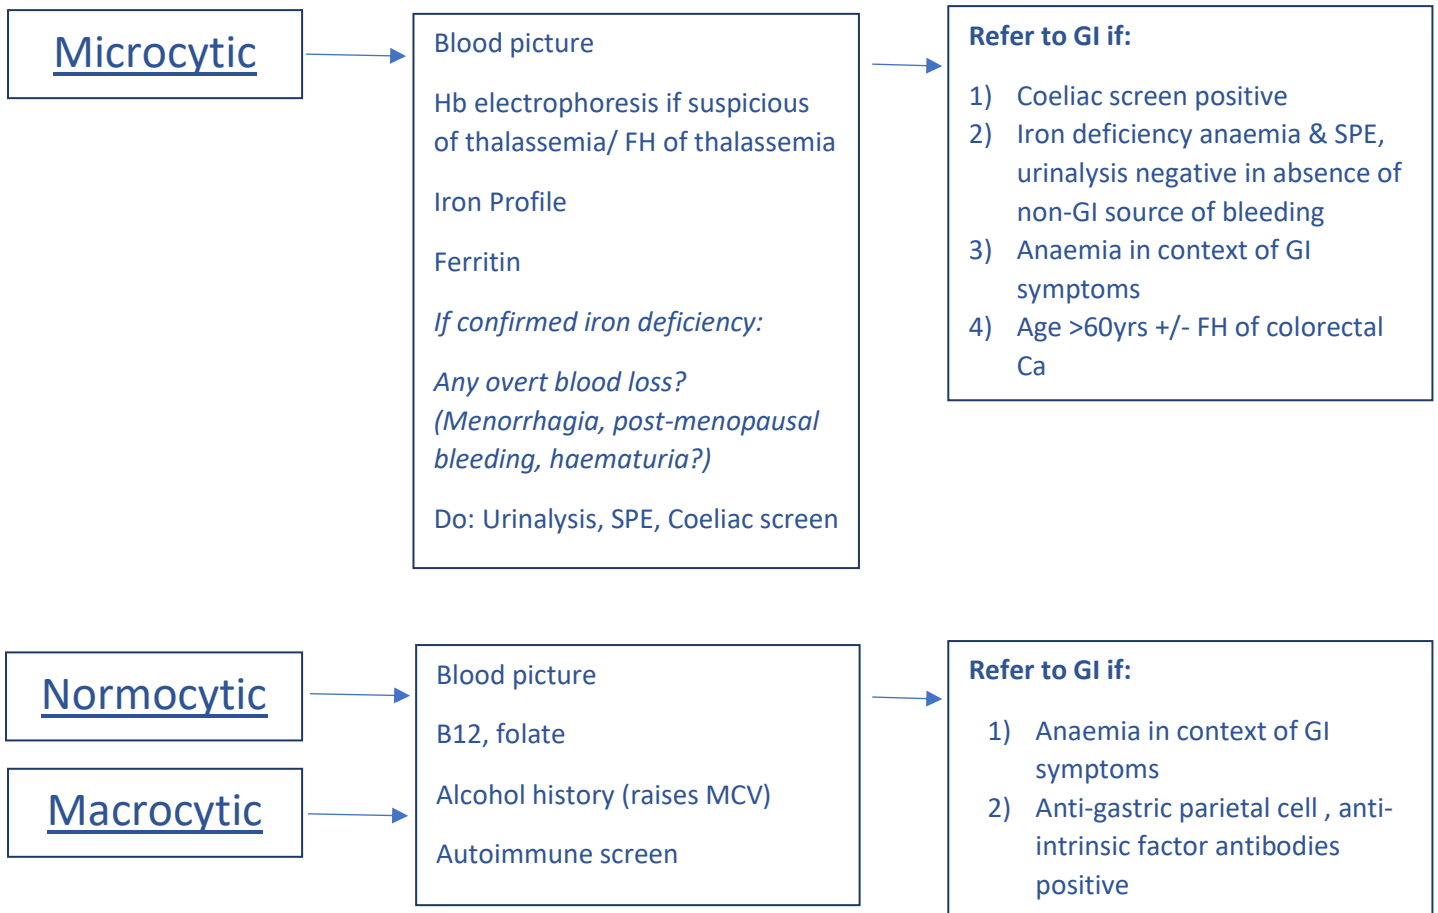 Microcytic
Blood picture
Hb electrophoresis if suspicious
of thalassemia/ FH of thalassemia
Iron Profile
Ferritin
If confirmed iron deficiency:
Any overt blood loss?
(Menorrhagia, post-menopausal
bleeding, haematuria?)
Do: Urinalysis, SPE, Coeliac screen
Refer to GI if:
1) Coeliac screen positive
2) Iron deficiency anaemia & SPE,
urinalysis negative in absence of
non-GI source of bleeding
3) Anaemia in context of GI
symptoms
4) Age >60yrs +/- FH of colorectal
Ca
Normocytic
Macrocytic
Blood picture
B12, folate
Alcohol history (raises MCV)
Autoimmune screen
Refer to GI if:
1) Anaemia in context of GI
symptoms
2) Anti-gastric parietal cell , anti-
intrinsic factor antibodies
positive